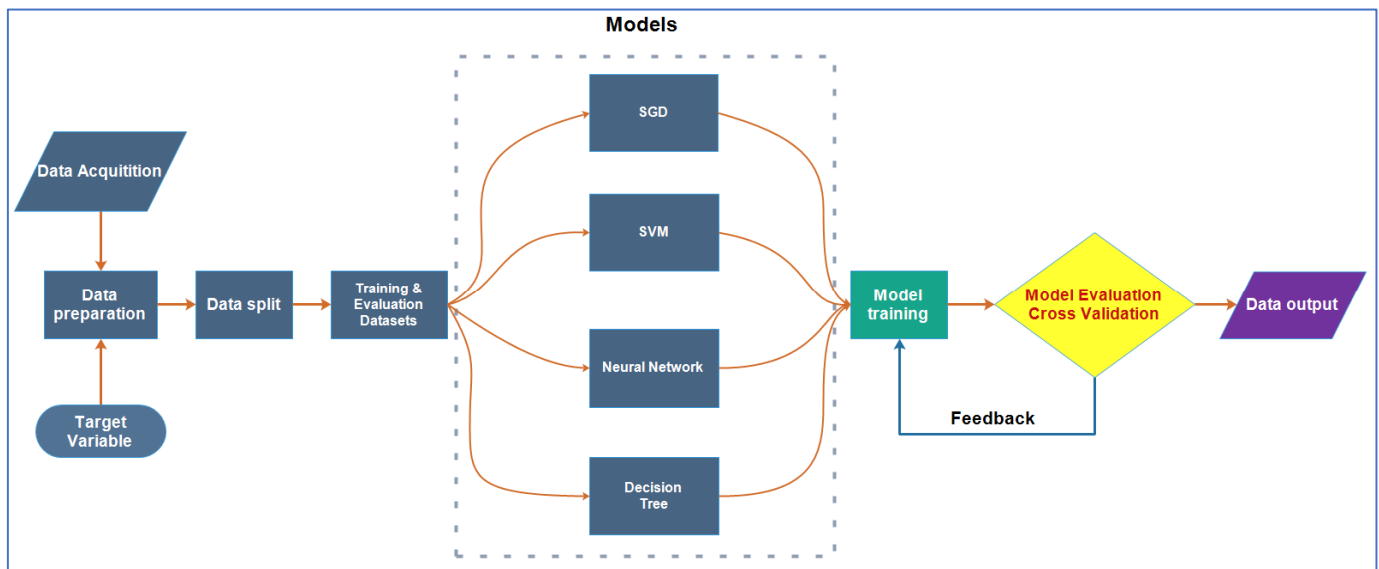 Models
SGD
Data Acquitition
SVM
Data
preparation
Data split
Training &
Evaluation
Datasets
Model
training
Model Evaluation
Cross Validation
Data output
Neural Network
Target
Variable
Feedback
Decision
Tree